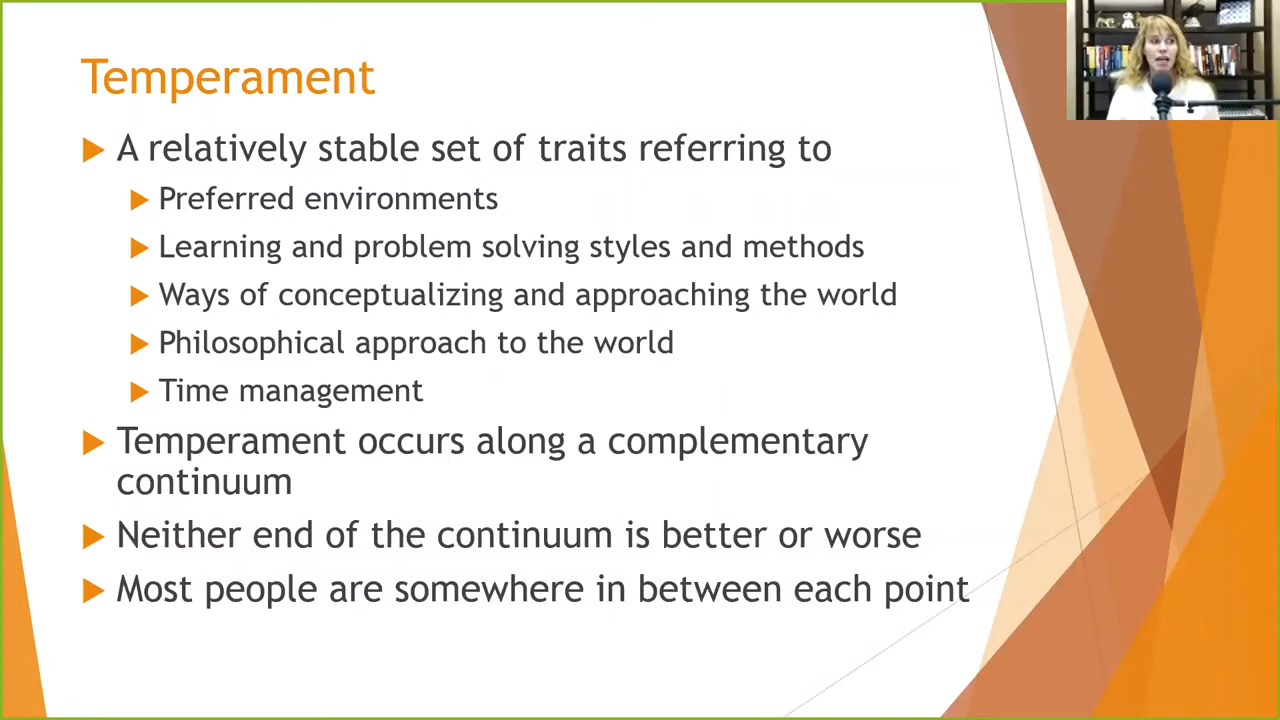 Temperament
A relatively stable set of traits referring to
Preferred environments
Learning and problem solving styles and methods
Ways of conceptualizing and approaching the world
Philosophical approach to the world
Time management
Temperament occurs along a complementary
continuum
Neither end of the continuum is better or worse
Most people are somewhere in between each point